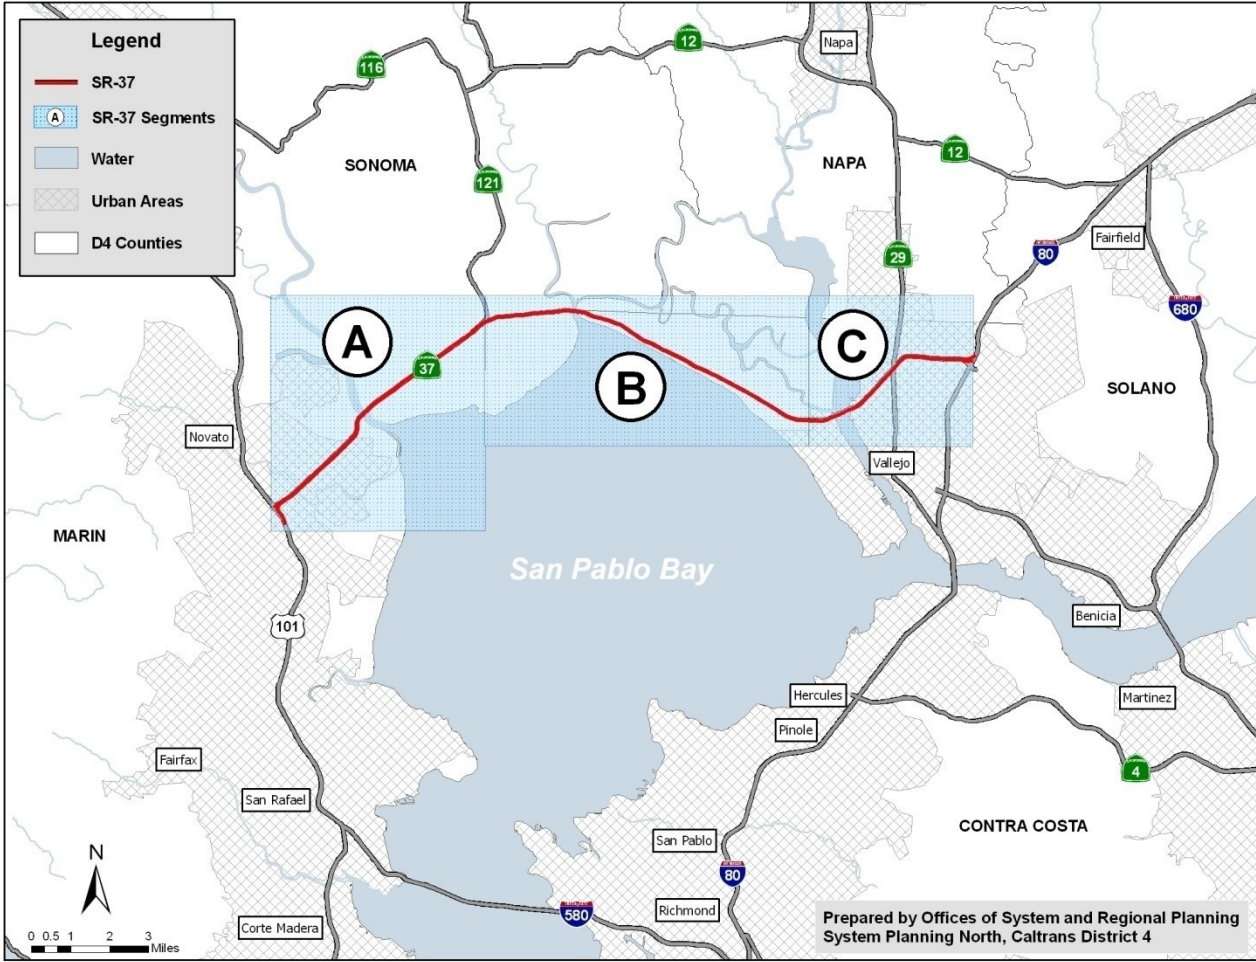 Legend
SR-37
A
SR-37 Segments
Water
Urban Areas
D4 Counties
116
12
Napa
SONOMA
121
NAPA
12
29
80
Fairfield
680
A
37
B
C
SOLANO
Novato
Vallejo
MARIN
San Pablo Bay
101
Benicia
Hercules
Martinez
Pinole
Fairfax
4
San Rafael
CONTRA COSTA
San Pablo
80
N
580
Richmond
Corte Madera
0 0.5 1 2 3
Miles
Prepared by Offices of System and Regional Planning
System Planning North, Caltrans District 4